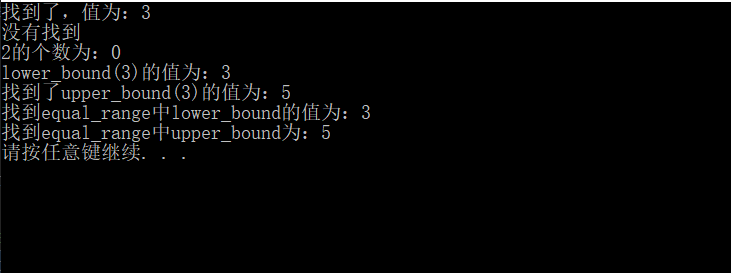 找到了，值为：3
没有找到
2的个数为：0
lower_bound(3)的值为：3
找到了upper_bound(3)的值为：5
找到equal_range中lower_bound的值为：3
找到equal_range中upper_bound为：5
请按任意键继续. . .